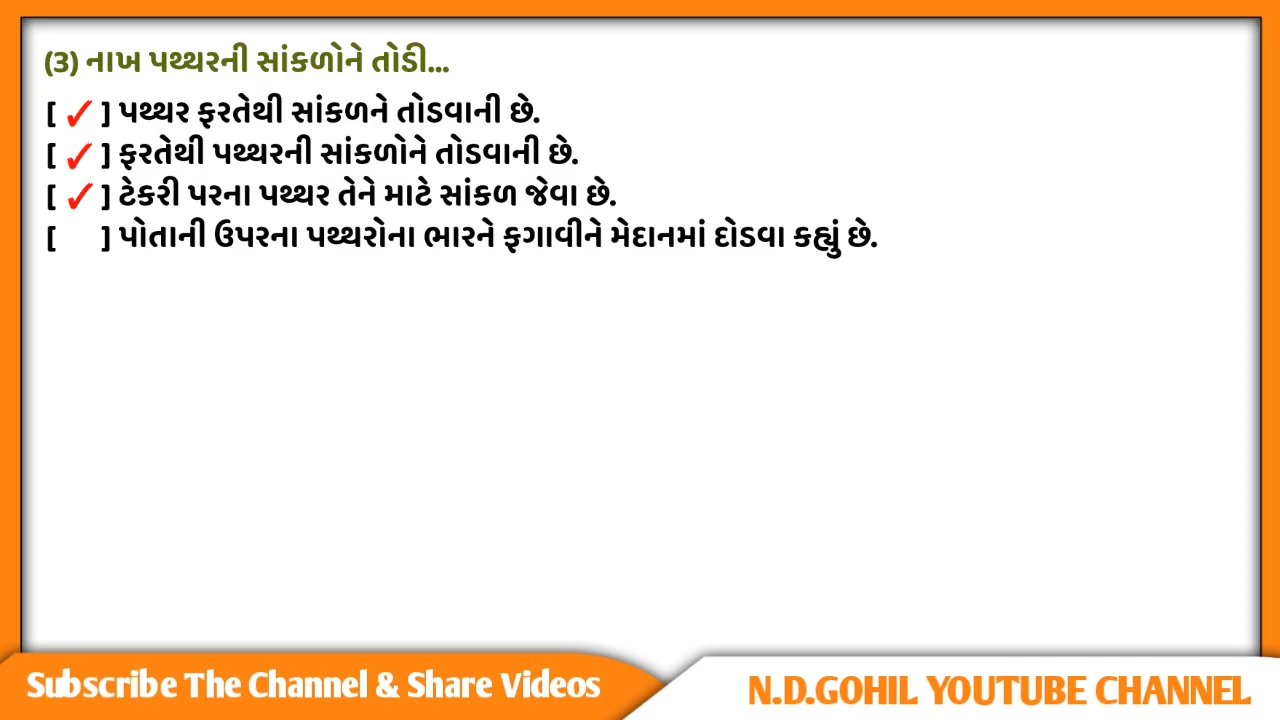 (3) નાખ પથ્થરની સાંકળોને તોડી...
[ ✓ ] પથ્થર ફરતેથી સાંકળને તોડવાની છે.
[ ✓ ] ફરતેથી પથ્થરની સાંકળોને તોડવાની છે.
[ ✓ ] ટેકરી પરના પથ્થર તેને માટે સાંકળ જેવા છે.
[ ] પોતાની ઉપરના પથ્થરોના ભારને ફગાવીને મેદાનમાં દોડવા કહ્યું છે.
Subscribe The Channel & Share Videos
N.D.GOHIL YOUTUBE CHANNEL